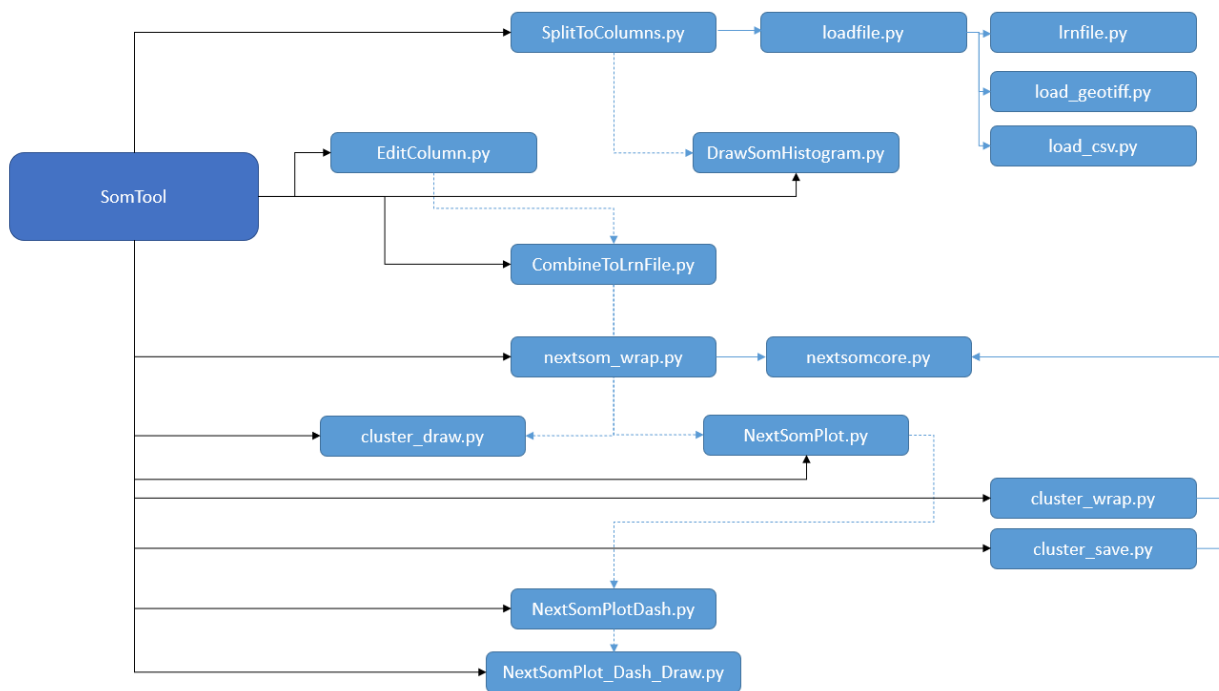 SplitToColumns.py
loadfile.py
lrnfile.py
load_geotiff.py
load_csv.py
EditColumn.py
DrawSomHistogram.py
SomTool
CombineToLrnFile.py
nextsom_wrap.py
nextsomcore.py
cluster_draw.py
NextSomPlot.py
cluster_wrap.py
cluster_save.py
NextSomPlotDash.py
NextSomPlot_Dash_Draw.py